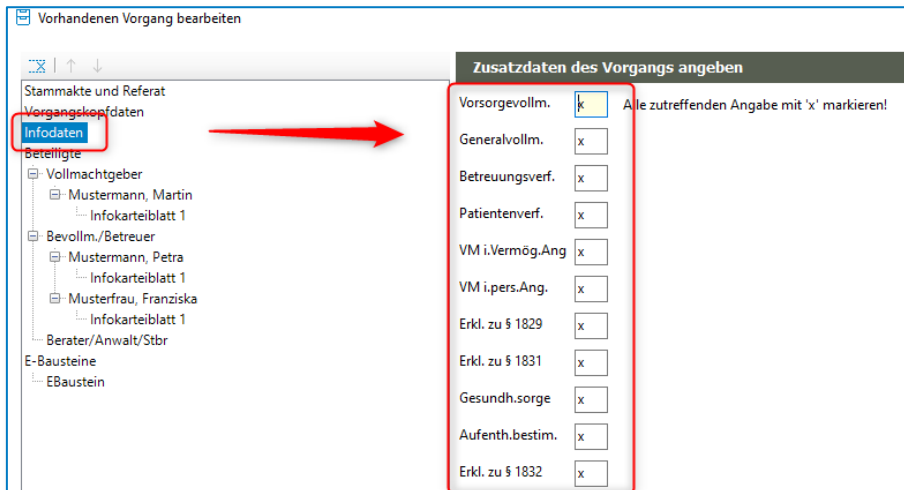 Vorhandenen Vorgang bearbeiten
Stammakte und Referat
Vorgangskopfdaten
Infodaten
Beteiligte
Vollmachtgeber
Mustermann, Martin
Infokarteiblatt 1
Bevollm./Betreuer
Mustermann, Petra
Infokarteiblatt 1
Musterfrau, Franziska
Infokarteiblatt 1
Berater/Anwalt/Stbr
E-Bausteine
EBaustein
Zusatzdaten des Vorgangs angeben
Vorsorgevollm. x Alle zutreffenden Angabe mit 'x' markieren!
Generalvollm. x
Betreuungsverf. x
Patientenverf. x
VM i.Vermög.Ang x
VM i.pers.Ang. x
Erkl. zu § 1829 x
Erkl. zu § 1831 x
Gesundh.sorge x
Aufenth.bestim. x
Erkl. zu § 1832 x